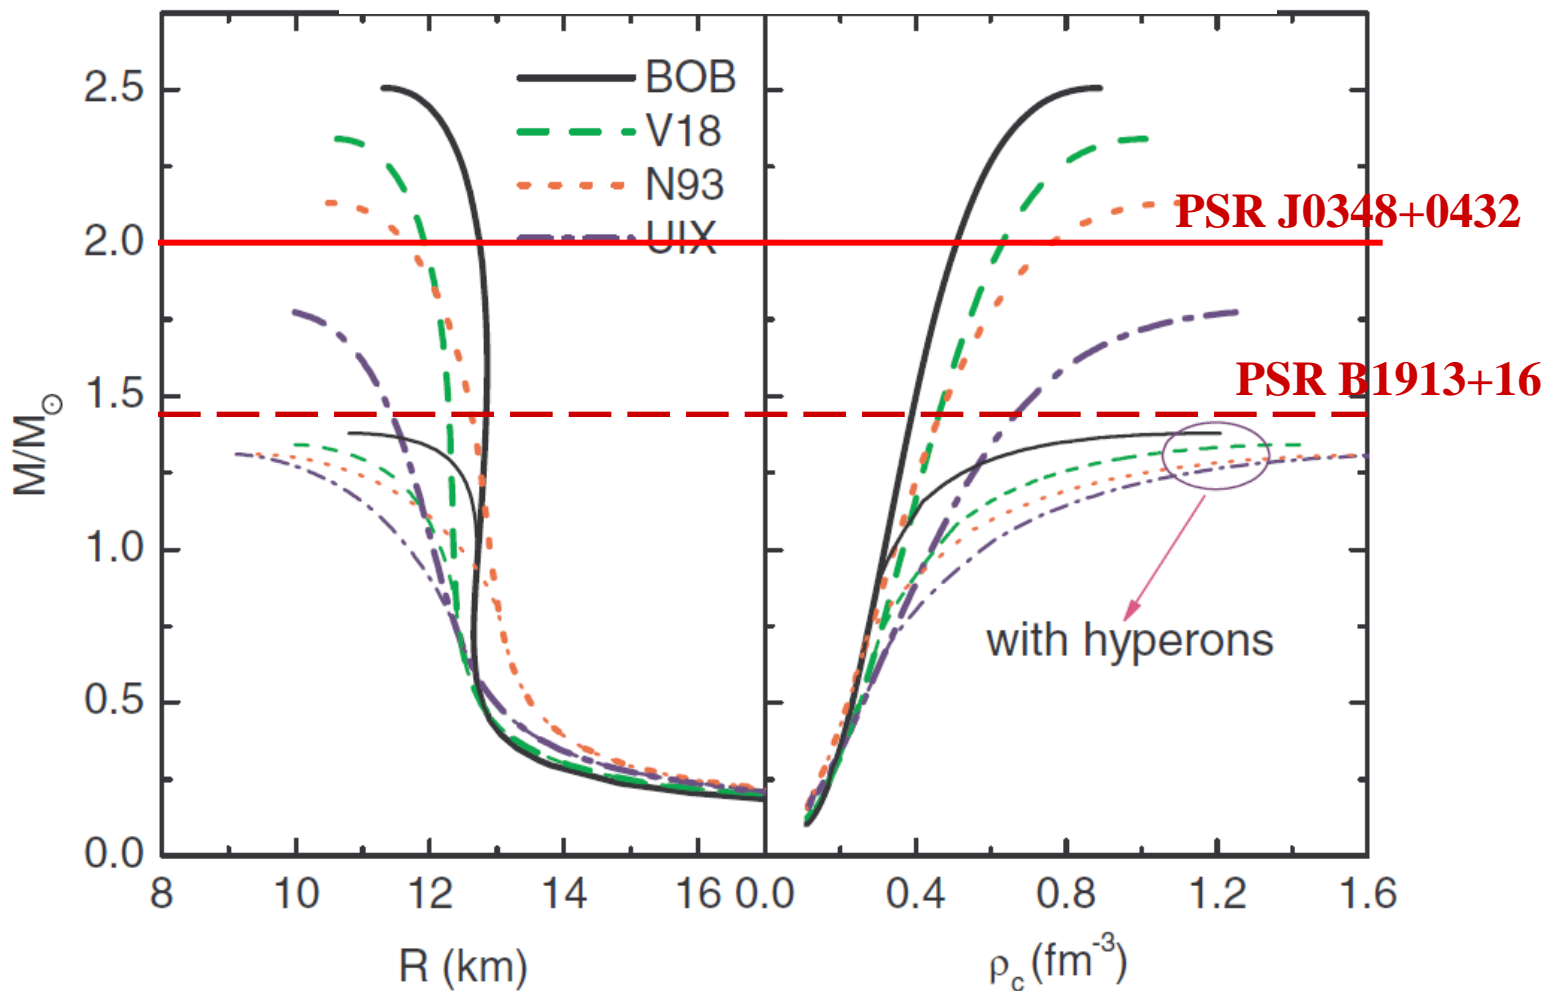 BOB
V18
N93
UIX
PSR J0348+0432
PSR B1913+16
with hyperons
2.5
2.0
1.5
1.0
0.5
0.0
M/M⊙
8 10 12 14 16 0.0 0.4 0.8 1.2 1.6
R (km)
ρc(fm-3)